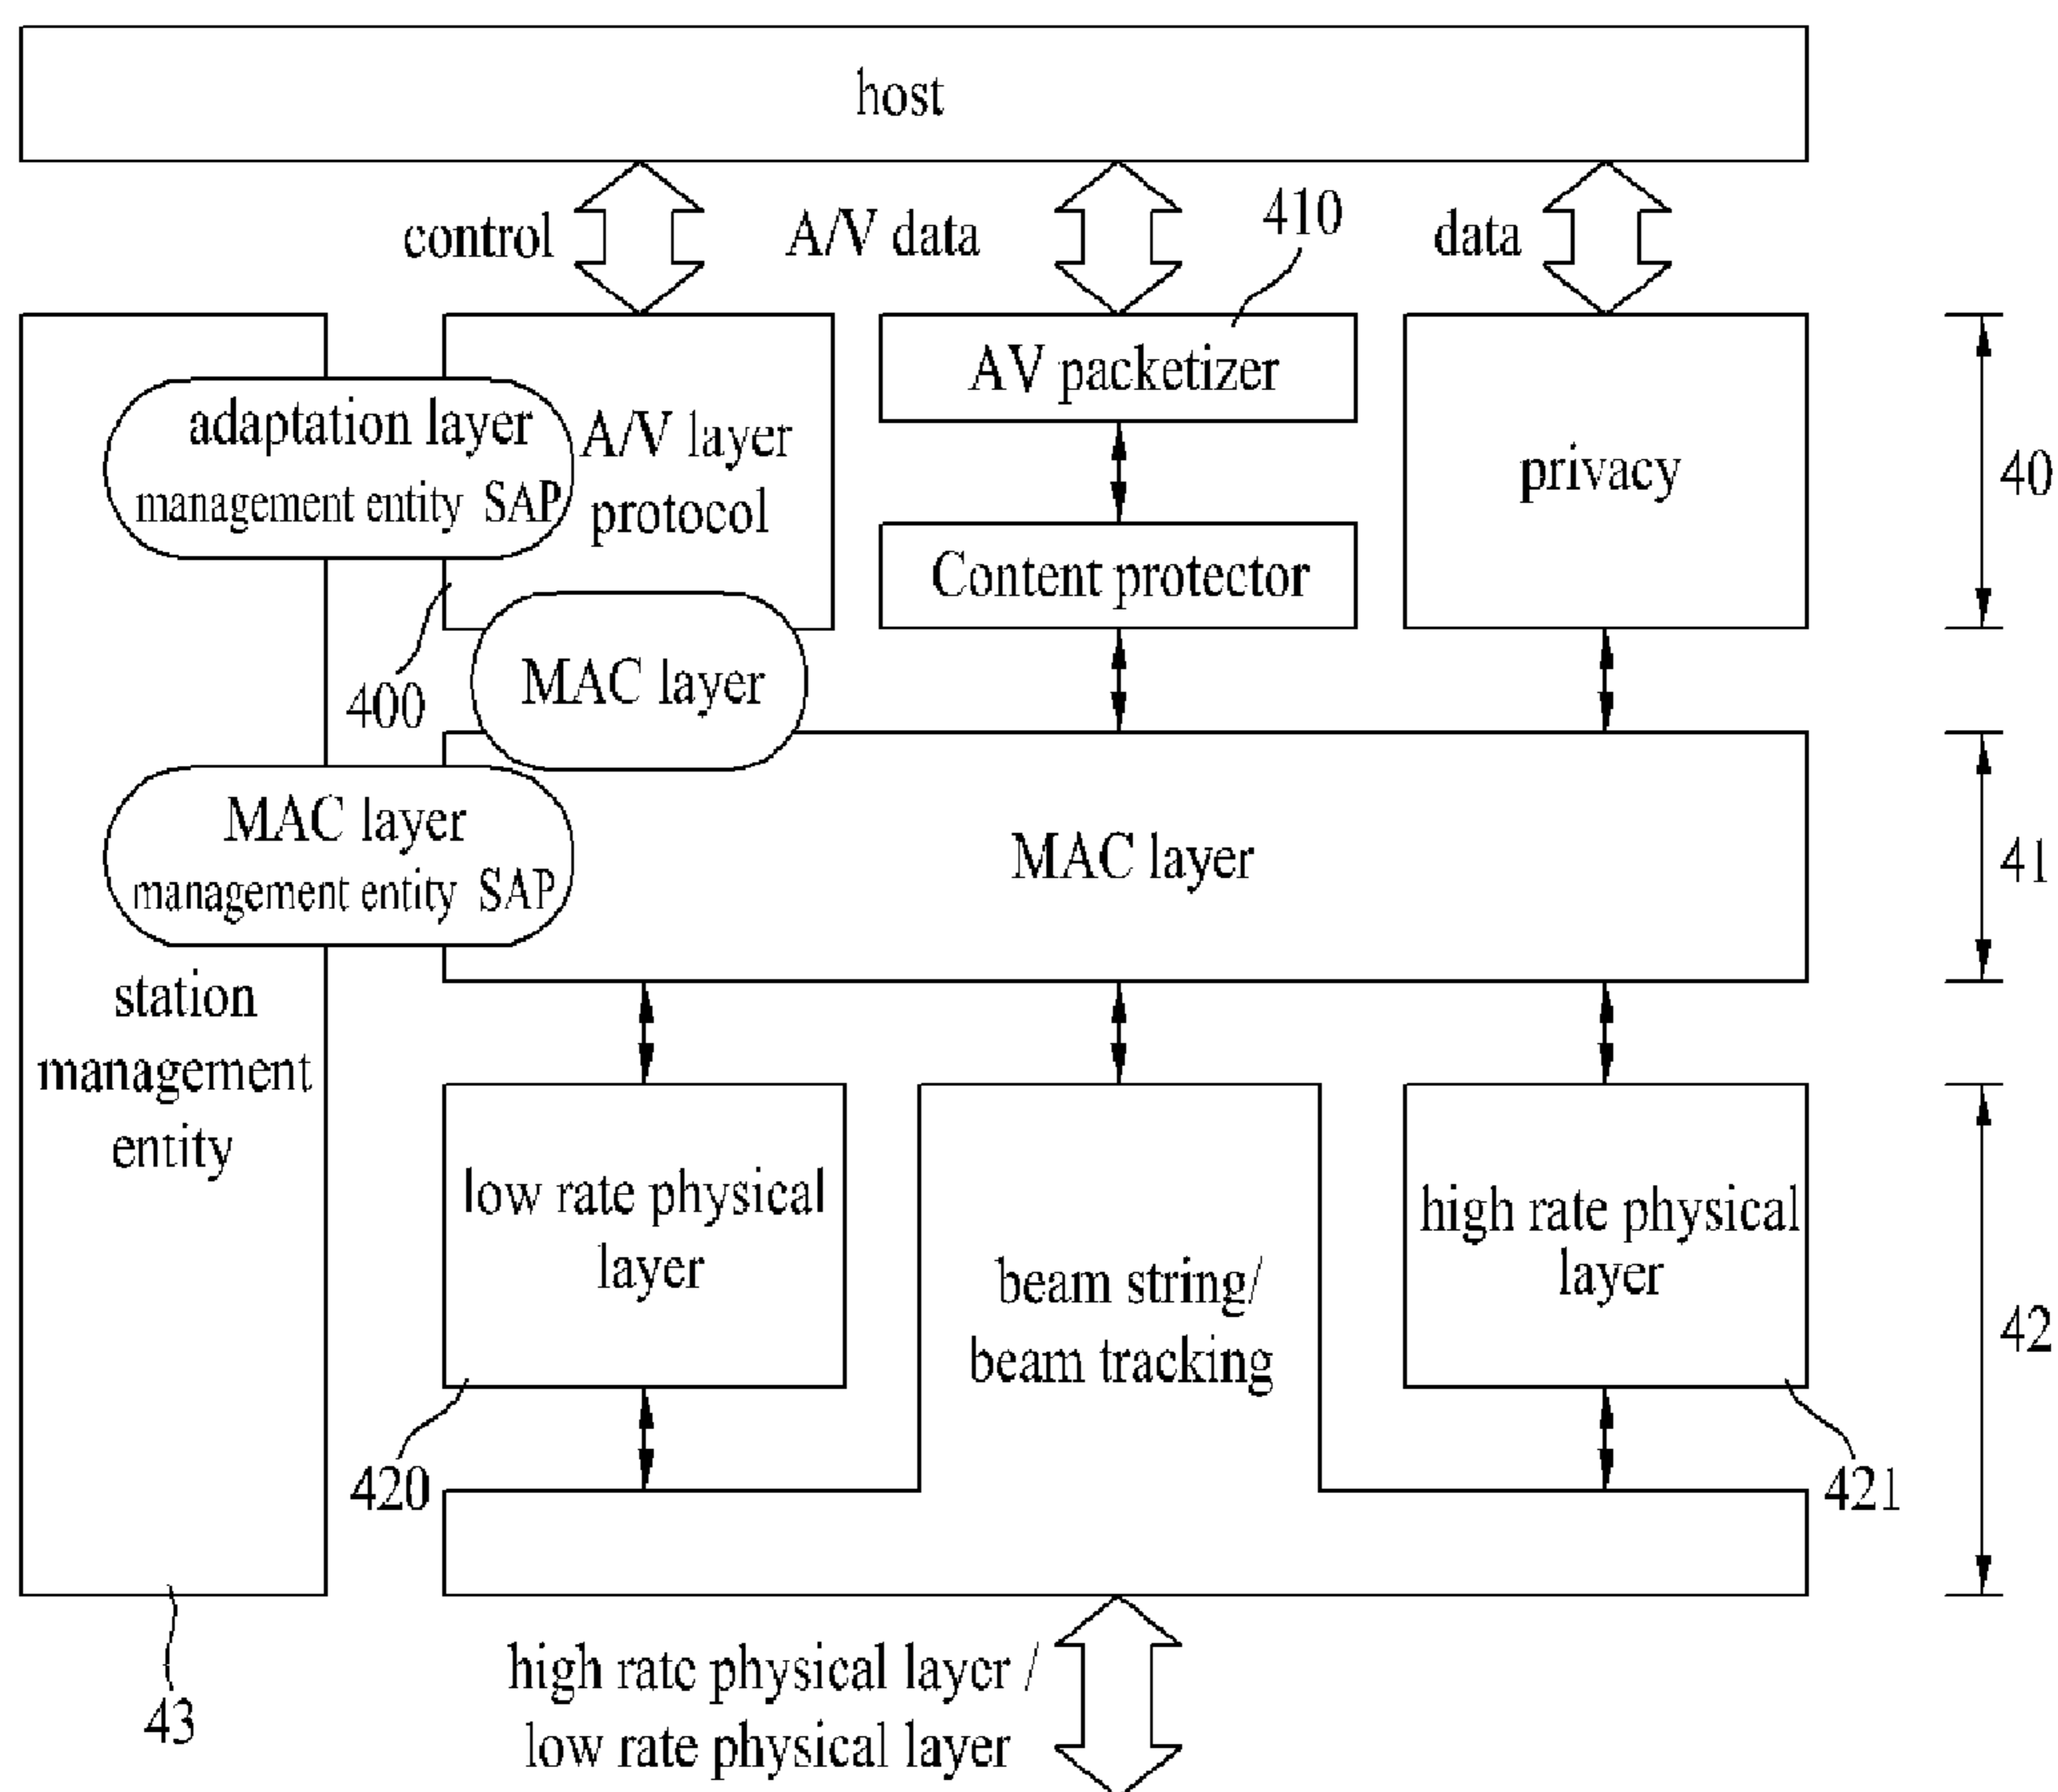 host
control
A/V data
410
data
AV packetizer
adaptation layer
management entity SAP
A/V layer
protocol
privacy
40
Content protector
400
MAC layer
MAC layer
management entity SAP
MAC layer
41
station
management
entity
low rate physical
layer
beam string/
beam tracking
high rate physical
layer
42
420
421
43
high rate physical layer /
low rate physical layer